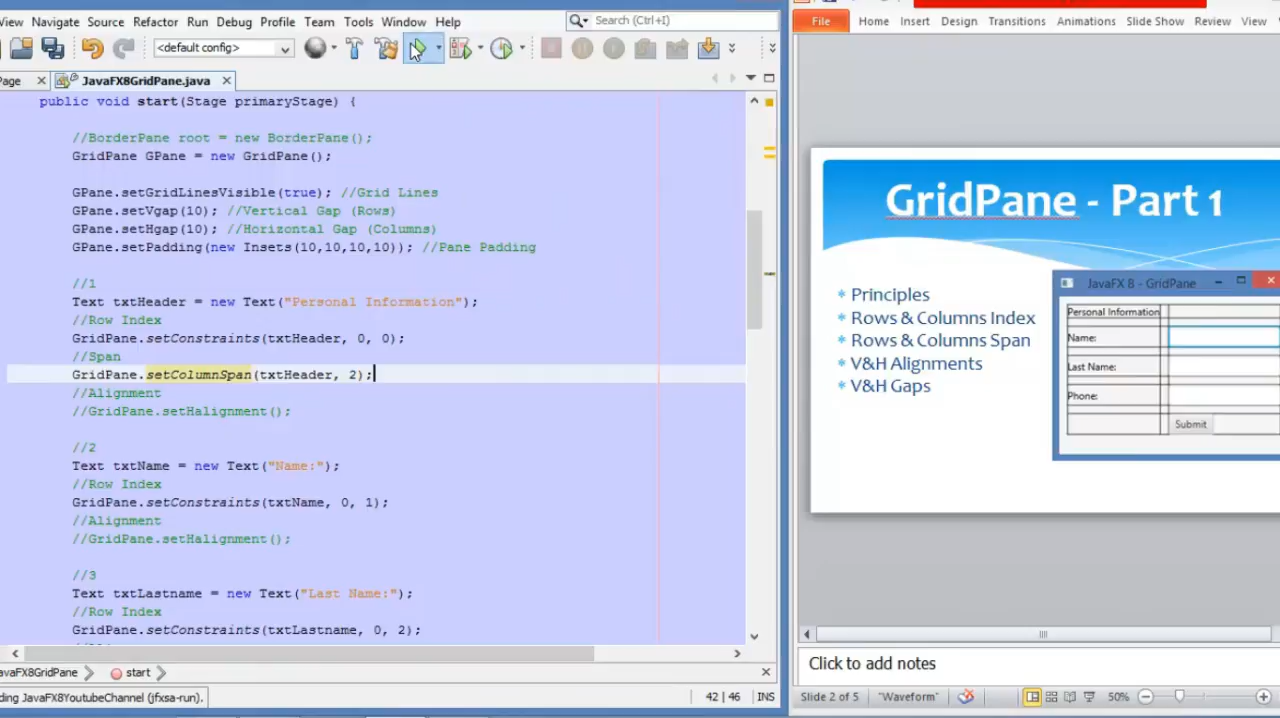 View Navigate Source Refactor Run Debug Profile Team Tools Window Help
Search (Ctrl+I)
<default config>
Page
JavaFX8GridPane.java
public void start(Stage primaryStage) {
//BorderPane root = new BorderPane();
GridPane GPane = new GridPane();
GPane.setGridLinesVisible(true); //Grid Lines
GPane.setVgap(10); //Vertical Gap (Rows)
GPane.setHgap(10); //Horizontal Gap (Columns)
GPane.setPadding(new Insets(10,10,10,10)); //Pane Padding
//1
Text txtHeader = new Text("Personal Information");
//Row Index
GridPane.setConstraints(txtHeader, 0, 0);
//Span
GridPane.setColumnSpan(txtHeader, 2);
//Alignment
//GridPane.setHalignment();
//2
Text txtName = new Text("Name:");
//Row Index
GridPane.setConstraints(txtName, 0, 1);
//Alignment
//GridPane.setHalignment();
//3
Text txtLastname = new Text("Last Name:");
//Row Index
GridPane.setConstraints(txtLastname, 0, 2);
avaFX8GridPane
start
ding JavaFX8YoutubeChannel (jfxsa-run).
42 | 46
INS
File Home Insert Design Transitions Animations Slide Show Review View
GridPane - Part 1
* Principles
* Rows & Columns Index
* Rows & Columns Span
* V&H Alignments
* V&H Gaps
JavaFX 8 - GridPane
Personal Information
Name:
Last Name:
Phone:
Submit
Click to add notes
Slide 2 of 5
"Waveform"
50%